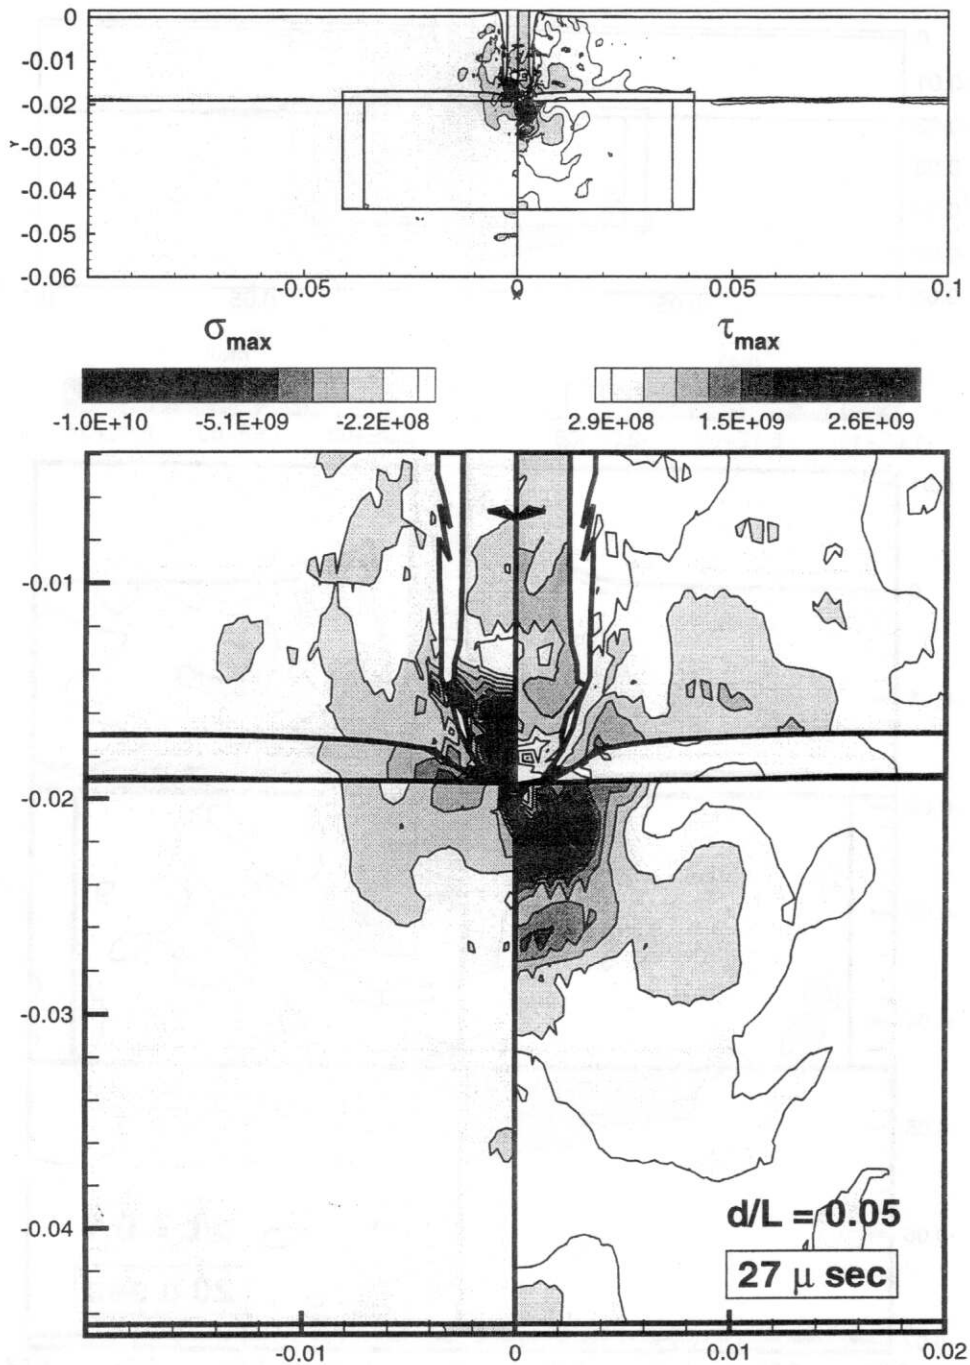 0
-0.01
-0.02
Y -0.03
-0.04
-0.05
-0.06
-0.05 0 0.05 0.1
X
σmax τmax
-1.0E+10 -5.1E+09 -2.2E+08 2.9E+08 1.5E+09 2.6E+09
-0.01
-0.02
-0.03
-0.04
d/L = 0.05
27 μ sec
-0.01 0 0.01 0.02